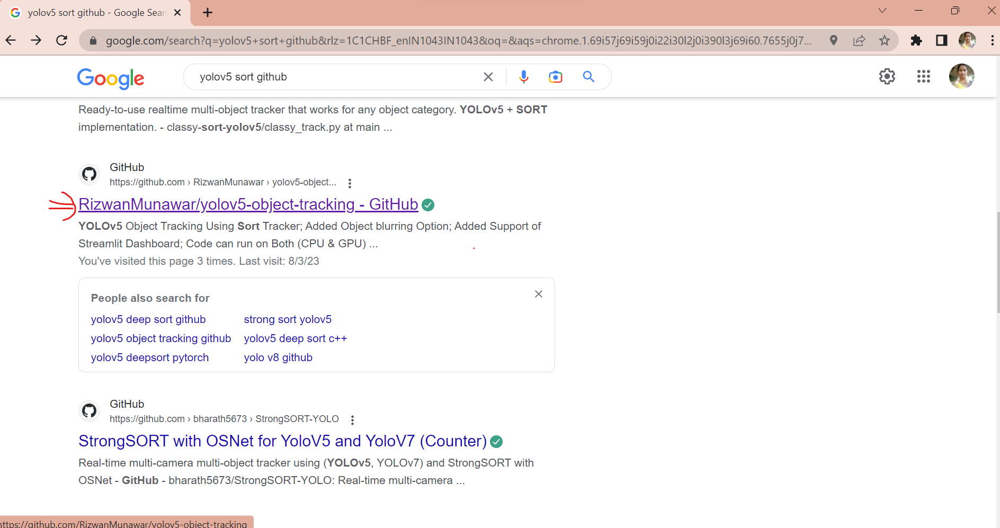 yolov5 sort github - Google Sear
google.com/search?q=yolov5+sort+github&rlz=1C1CHBF_enIN1043IN1043&oq=&aqs=chrome.1.69i57j69i59j0i22i30l2j0i390l3j69i60.7655j0j7...
Google
yolov5 sort github
Ready-to-use realtime multi-object tracker that works for any object category. YOLOv5 + SORT
implementation. - classy-sort-yolov5/classy_track.py at main ...
GitHub
https://github.com › RizwanMunawar › yolov5-object...
RizwanMunawar/yolov5-object-tracking - GitHub
YOLOv5 Object Tracking Using Sort Tracker; Added Object blurring Option; Added Support of
Streamlit Dashboard; Code can run on Both (CPU & GPU) ...
You've visited this page 3 times. Last visit: 8/3/23
People also search for
yolov5 deep sort github strong sort yolov5
yolov5 object tracking github yolov5 deep sort c++
yolov5 deepsort pytorch yolo v8 github
GitHub
https://github.com › bharath5673 › StrongSORT-YOLO
StrongSORT with OSNet for YoloV5 and YoloV7 (Counter)
Real-time multi-camera multi-object tracker using (YOLOv5, YOLOv7) and StrongSORT with
OSNet - GitHub - bharath5673/StrongSORT-YOLO: Real-time multi-camera ...
https://github.com/RizwanMunawar/yolov5-object-tracking